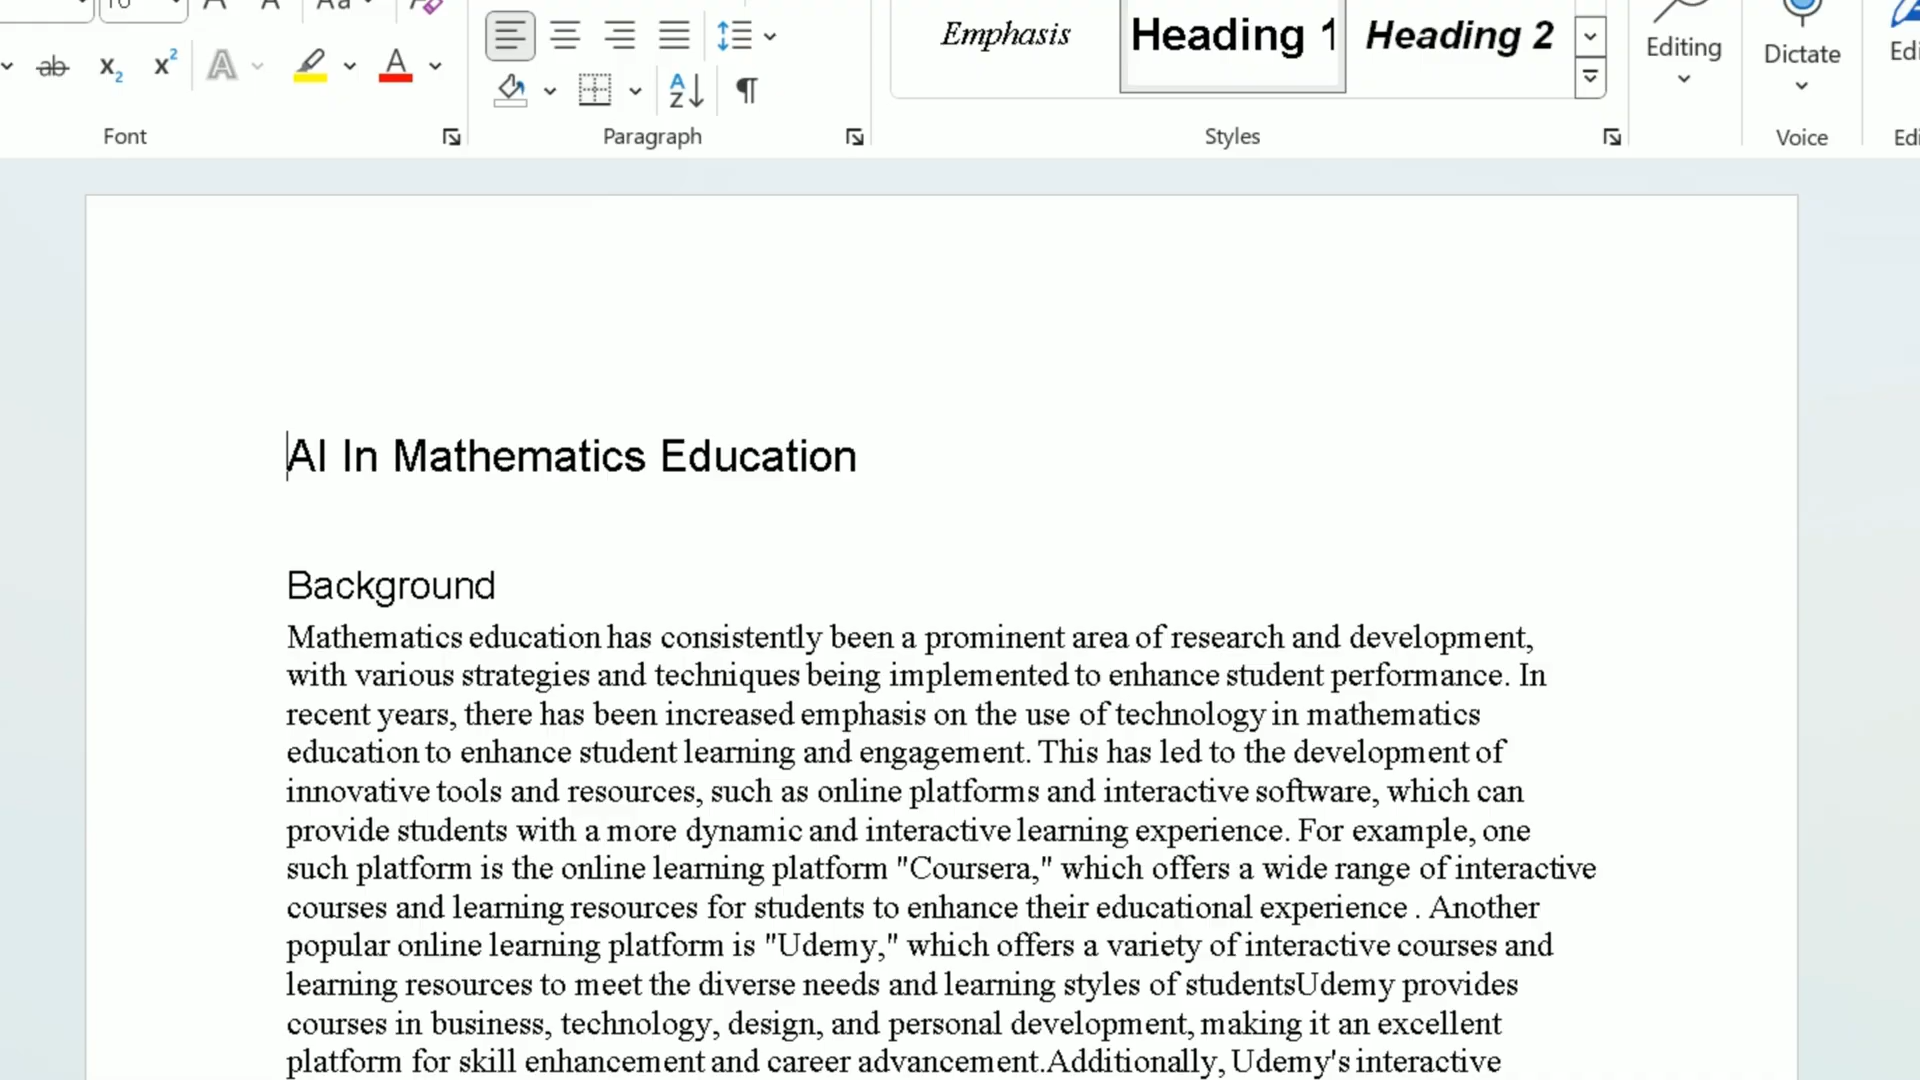 Aa
ab x2 x2 A A
A
Z
¶
Emphasis Heading 1 Heading 2
Editing
Dictate
Font Paragraph Styles Voice
AI In Mathematics Education
Background
Mathematics education has consistently been a prominent area of research and development,
with various strategies and techniques being implemented to enhance student performance. In
recent years, there has been increased emphasis on the use of technology in mathematics
education to enhance student learning and engagement. This has led to the development of
innovative tools and resources, such as online platforms and interactive software, which can
provide students with a more dynamic and interactive learning experience. For example, one
such platform is the online learning platform "Coursera," which offers a wide range of interactive
courses and learning resources for students to enhance their educational experience . Another
popular online learning platform is "Udemy," which offers a variety of interactive courses and
learning resources to meet the diverse needs and learning styles of studentsUdemy provides
courses in business, technology, design, and personal development, making it an excellent
platform for skill enhancement and career advancement.Additionally, Udemy's interactive